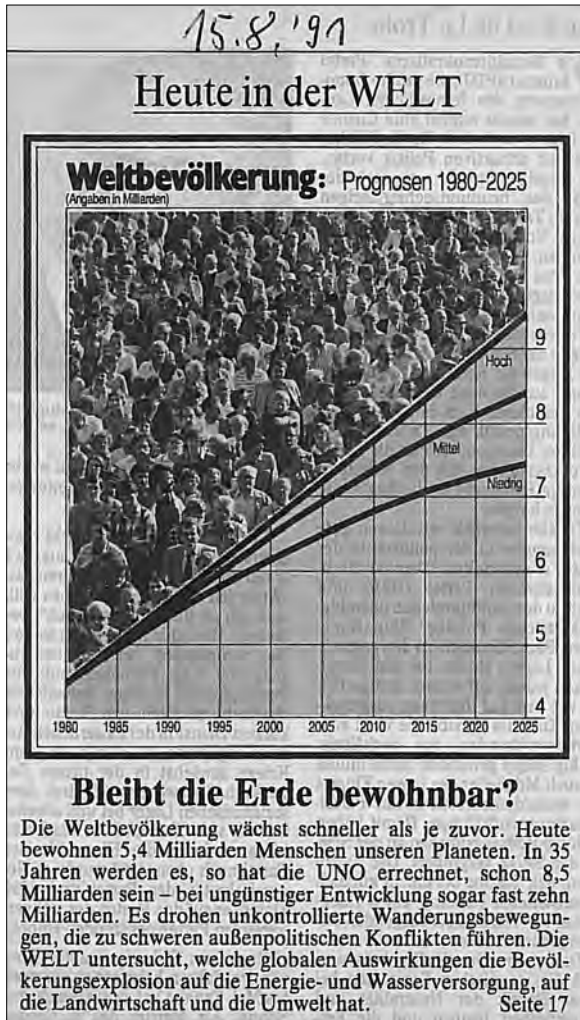 15.8.'91
Heute in der WELT
Weltbevölkerung: Prognosen 1980-2025
(Angaben in Milliarden)
9
Hoch
8
Mittel
Niedrig
7
6
5
4
1980 1985 1990 1995 2000 2005 2010 2015 2020 2025
Bleibt die Erde bewohnbar?
Die Weltbevölkerung wächst schneller als je zuvor. Heute
bewohnen 5,4 Milliarden Menschen unseren Planeten. In 35
Jahren werden es, so hat die UNO errechnet, schon 8,5
Milliarden sein – bei ungünstiger Entwicklung sogar fast zehn
Milliarden. Es drohen unkontrollierte Wanderungsbewegun-
gen, die zu schweren außenpolitischen Konflikten führen. Die
WELT untersucht, welche globalen Auswirkungen die Bevöl-
kerungsexplosion auf die Energie- und Wasserversorgung, auf
die Landwirtschaft und die Umwelt hat. Seite 17